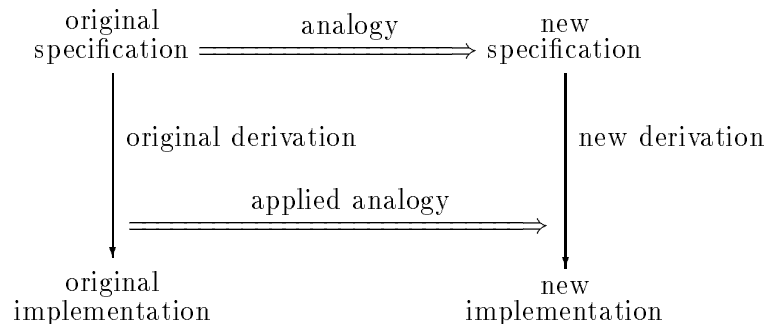 original
specification
analogy
new
specification
original derivation
new derivation
applied analogy
original
implementation
new
implementation